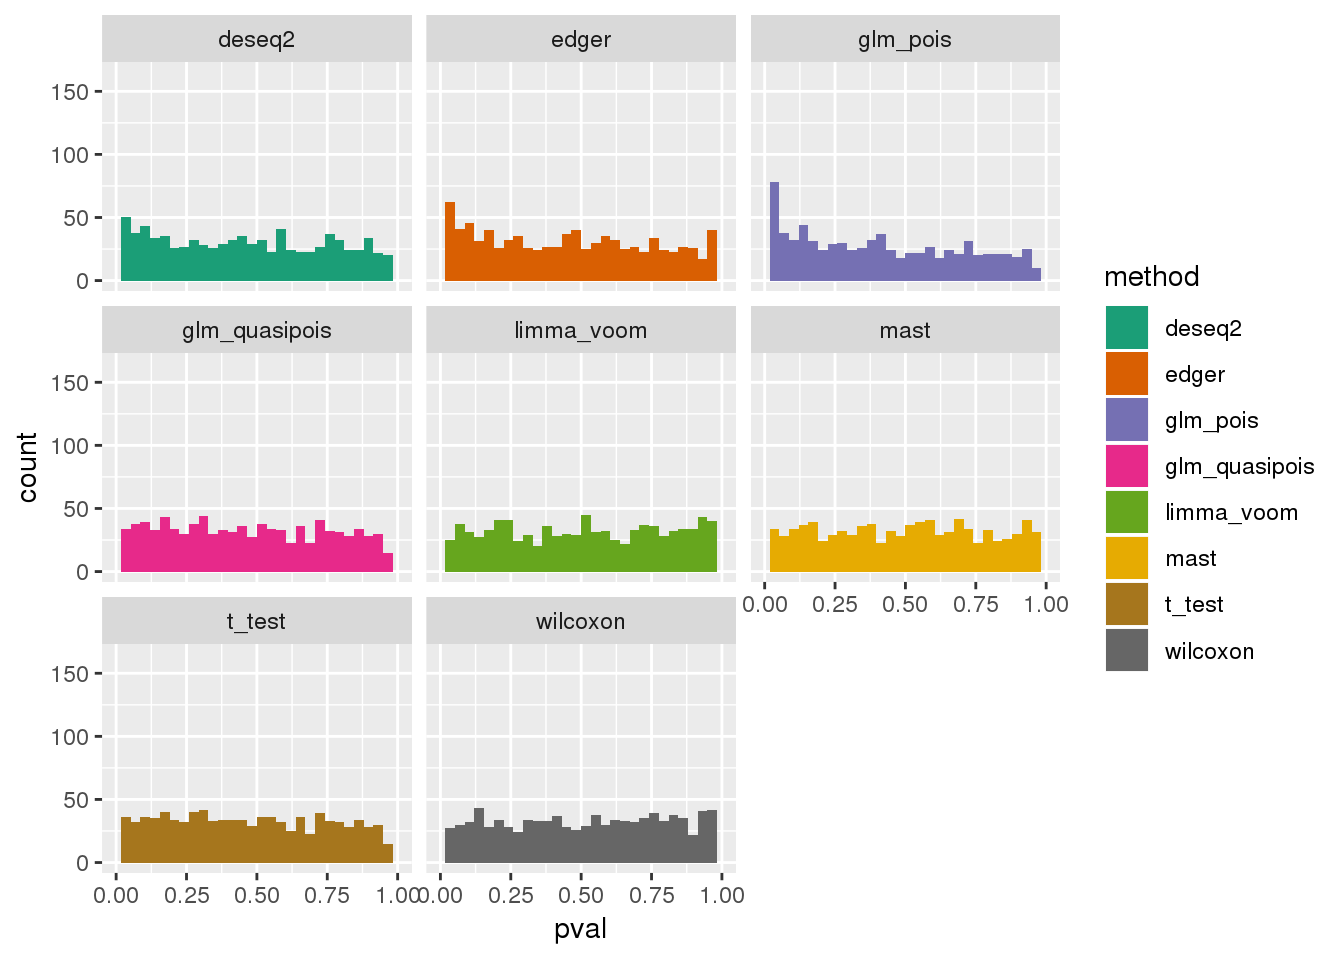 deseq2
edger
glm_pois
150
100
50
0
glm_quasipois
limma_voom
mast
150
100
50
0
0.00 0.25 0.50 0.75 1.00
t_test
wilcoxon
150
100
50
0
0.00 0.25 0.50 0.75 1.00
0.00 0.25 0.50 0.75 1.00
pval
count
method
deseq2
edger
glm_pois
glm_quasipois
limma_voom
mast
t_test
wilcoxon